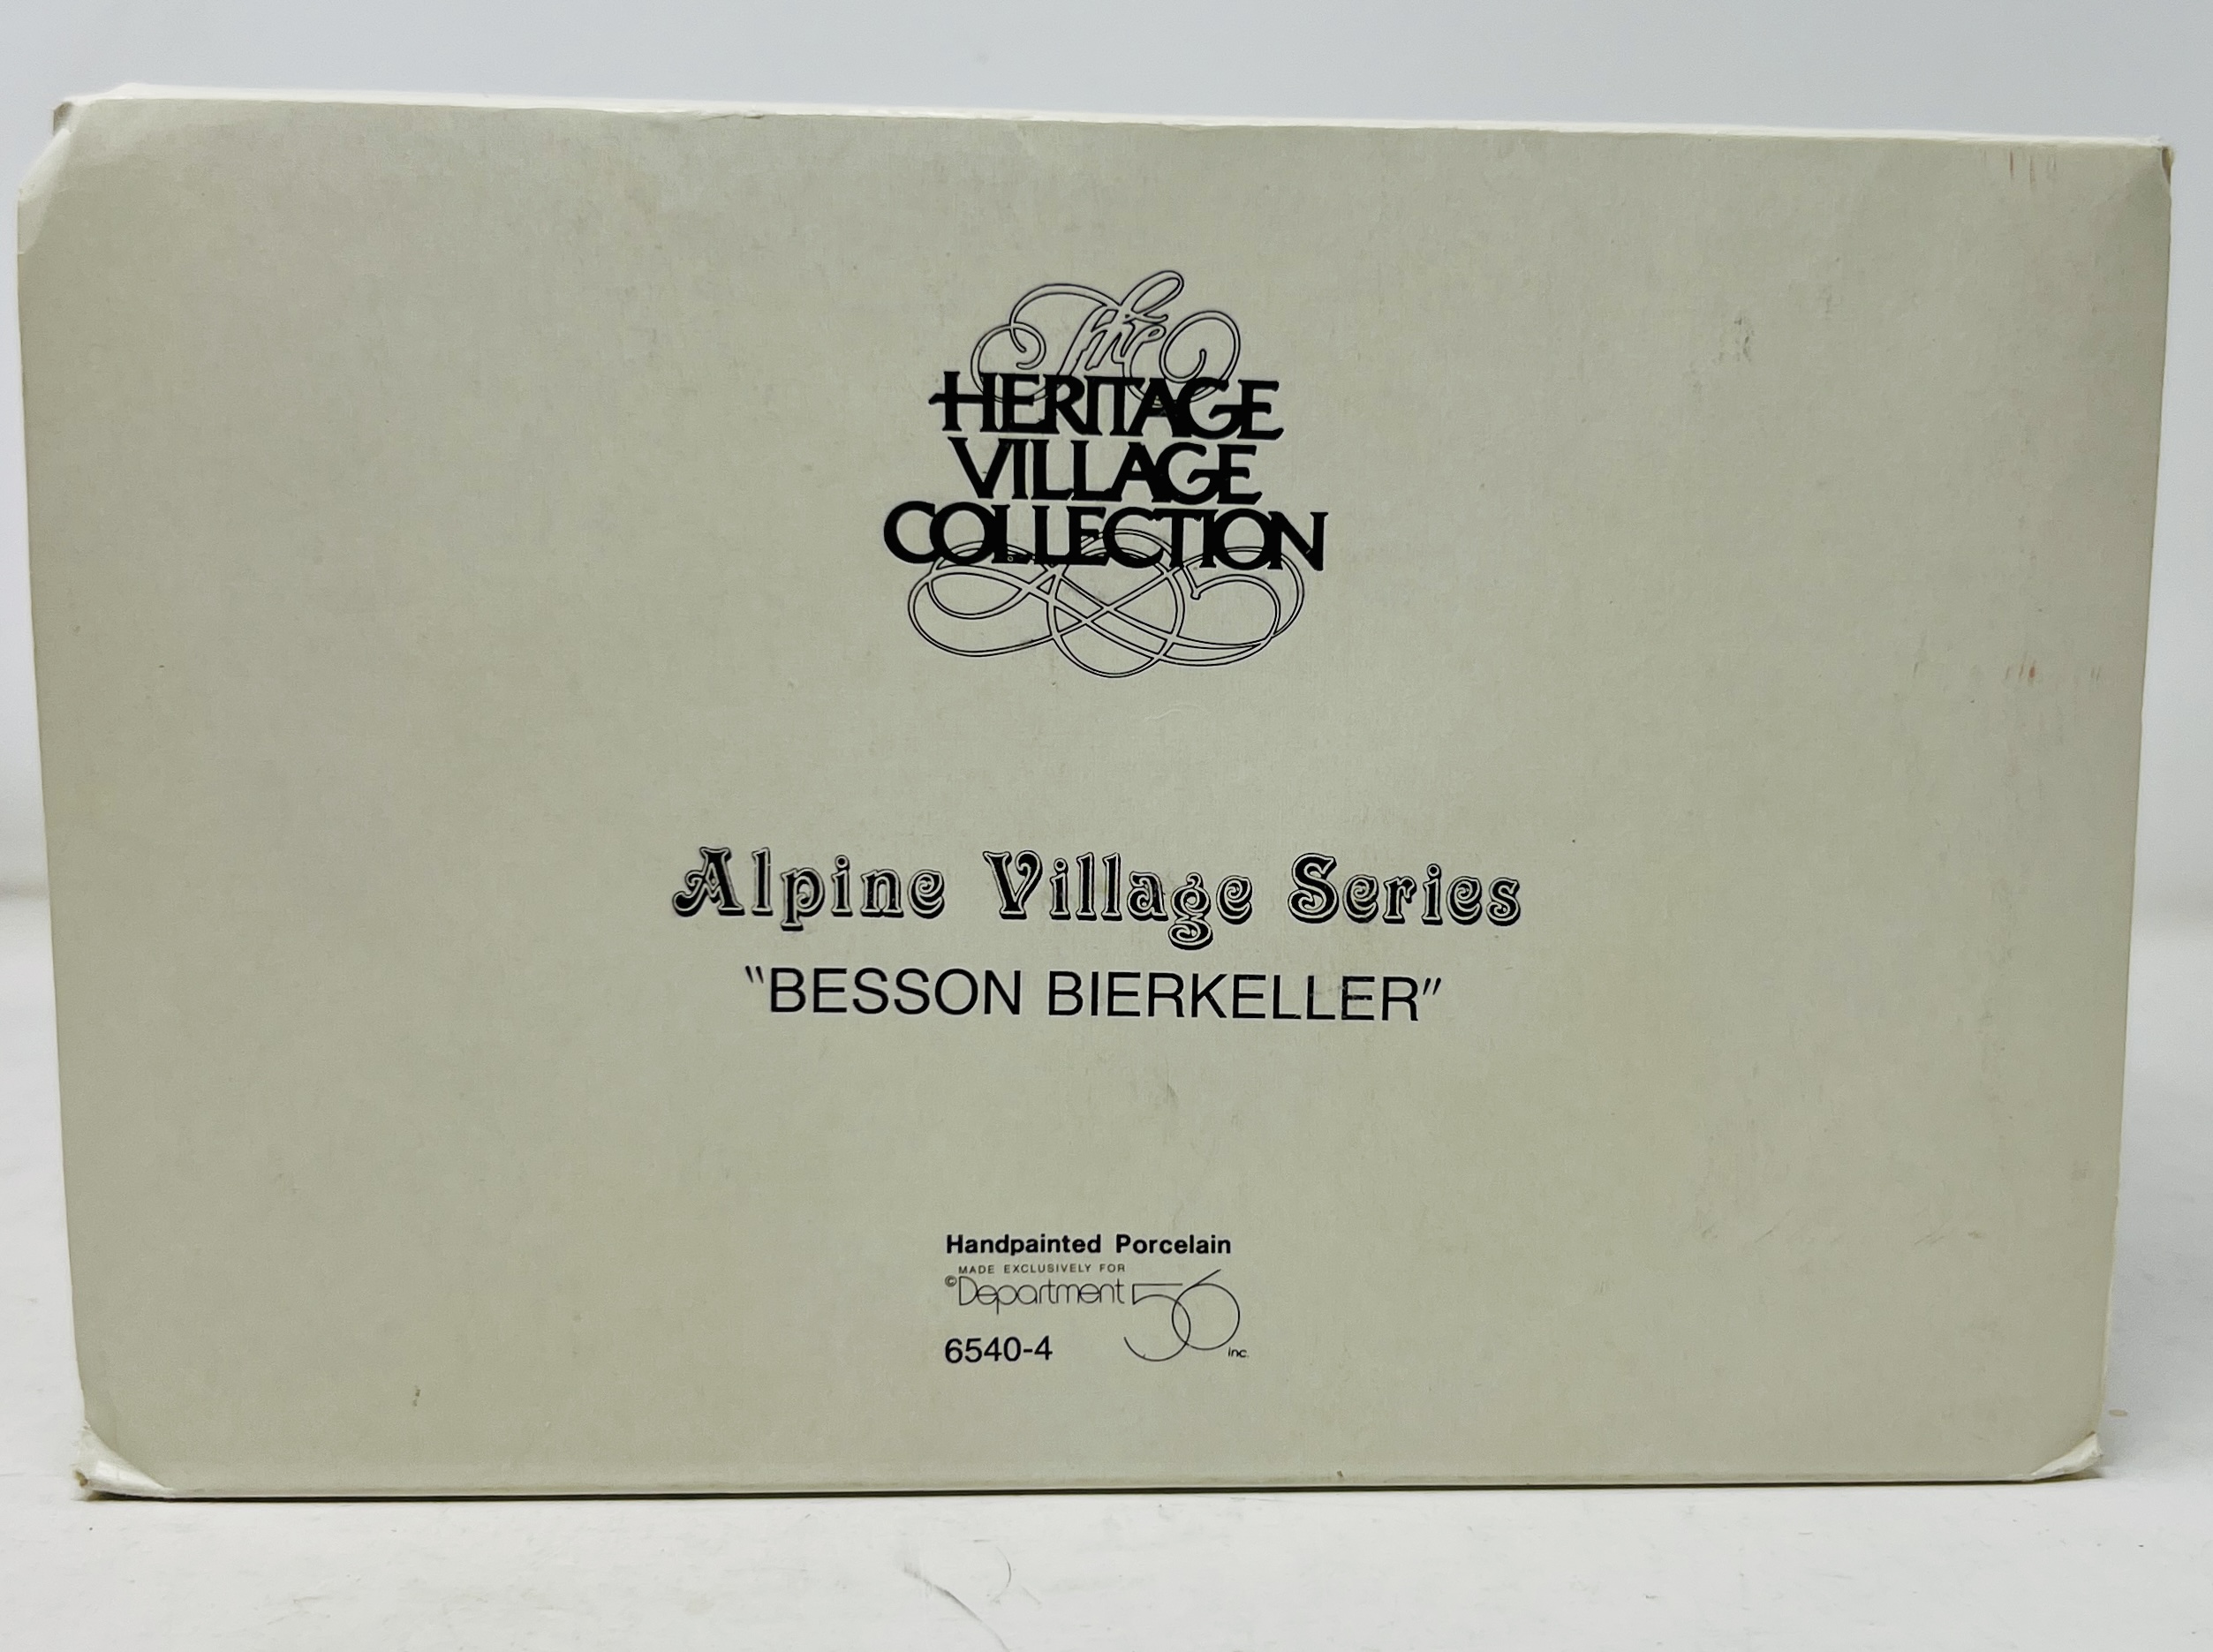 The
HERITAGE
VILLAGE
COLLECTION
Alpine Village Series
"BESSON BIERKELLER"
Handpainted Porcelain
MADE EXCLUSIVELY FOR
©Department 56 inc.
6540-4